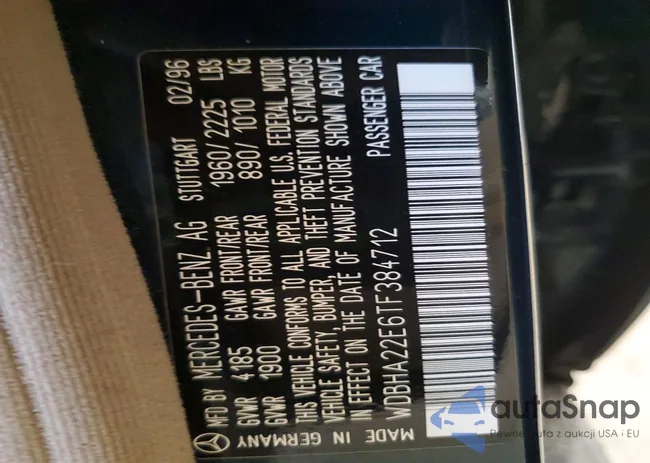 MFD BY MERCEDES-BENZ AG STUTTGART 02/96
GVWR 4185 GAWR FRONT/REAR 1960/2225 LBS
GVWR 1900 GAWR FRONT/REAR 890/1010 KG
THIS VEHICLE CONFORMS TO ALL APPLICABLE U.S. FEDERAL MOTOR
VEHICLE SAFETY, BUMPER, AND THEFT PREVENTION STANDARDS
IN EFFECT ON THE DATE OF MANUFACTURE SHOWN ABOVE
WDBHA22E6TF384712 PASSENGER CAR
MADE IN GERMANY
autoSnap
Pewne auta z aukcji USA i EU